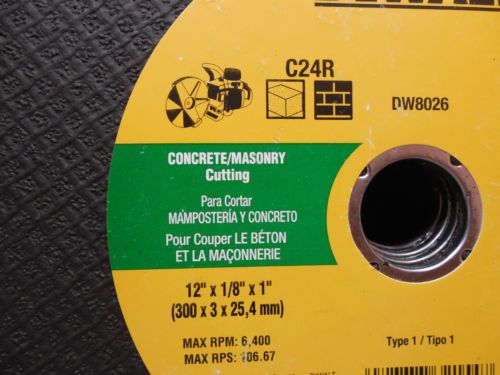 C24R
DW8026
CONCRETE/MASONRY
Cutting
Para Cortar
MAMPOSTERÍA Y CONCRETO
Pour Couper LE BÉTON
ET LA MAÇONNERIE
12" x 1/8" x 1"
(300 x 3 x 25,4 mm)
MAX RPM: 6,400
MAX RPS: 106.67
Type 1 / Tipo 1